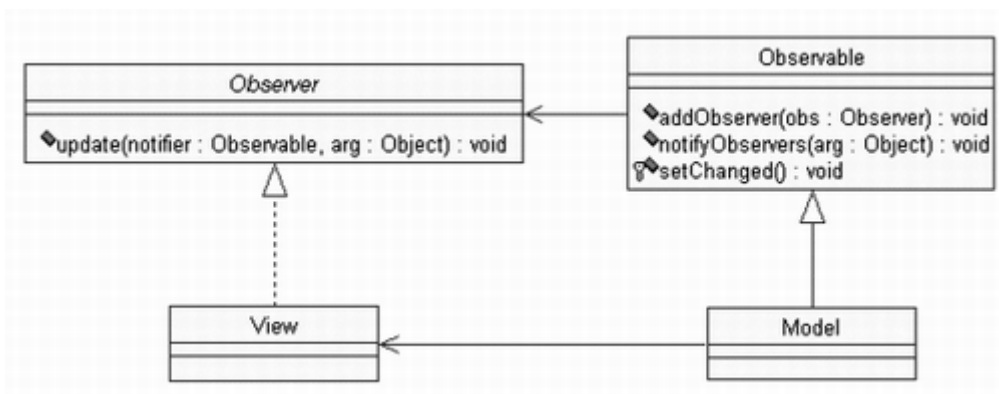 Observer
update(notifier : Observable, arg : Object) : void
Observable
addObserver(obs : Observer) : void
notifyObservers(arg : Object) : void
setChanged() : void
View
Model